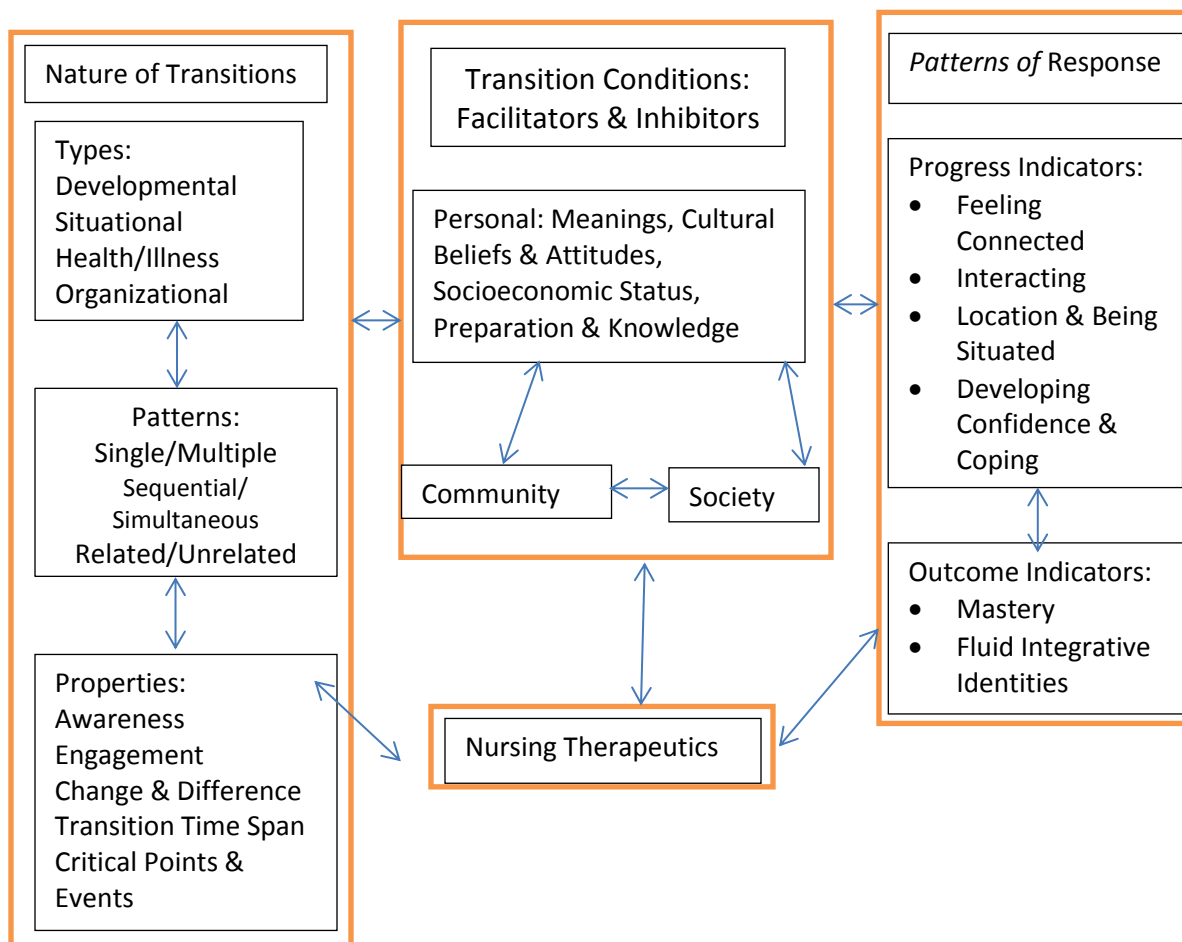 Nature of Transitions
Types:
Developmental
Situational
Health/Illness
Organizational
Patterns:
Single/Multiple
Sequential/
Simultaneous
Related/Unrelated
Properties:
Awareness
Engagement
Change & Difference
Transition Time Span
Critical Points &
Events
Transition Conditions:
Facilitators & Inhibitors
Personal: Meanings, Cultural
Beliefs & Attitudes,
Socioeconomic Status,
Preparation & Knowledge
Community
Society
Nursing Therapeutics
Patterns of Response
Progress Indicators:
• Feeling
Connected
• Interacting
• Location & Being
Situated
• Developing
Confidence &
Coping
Outcome Indicators:
• Mastery
• Fluid Integrative
Identities